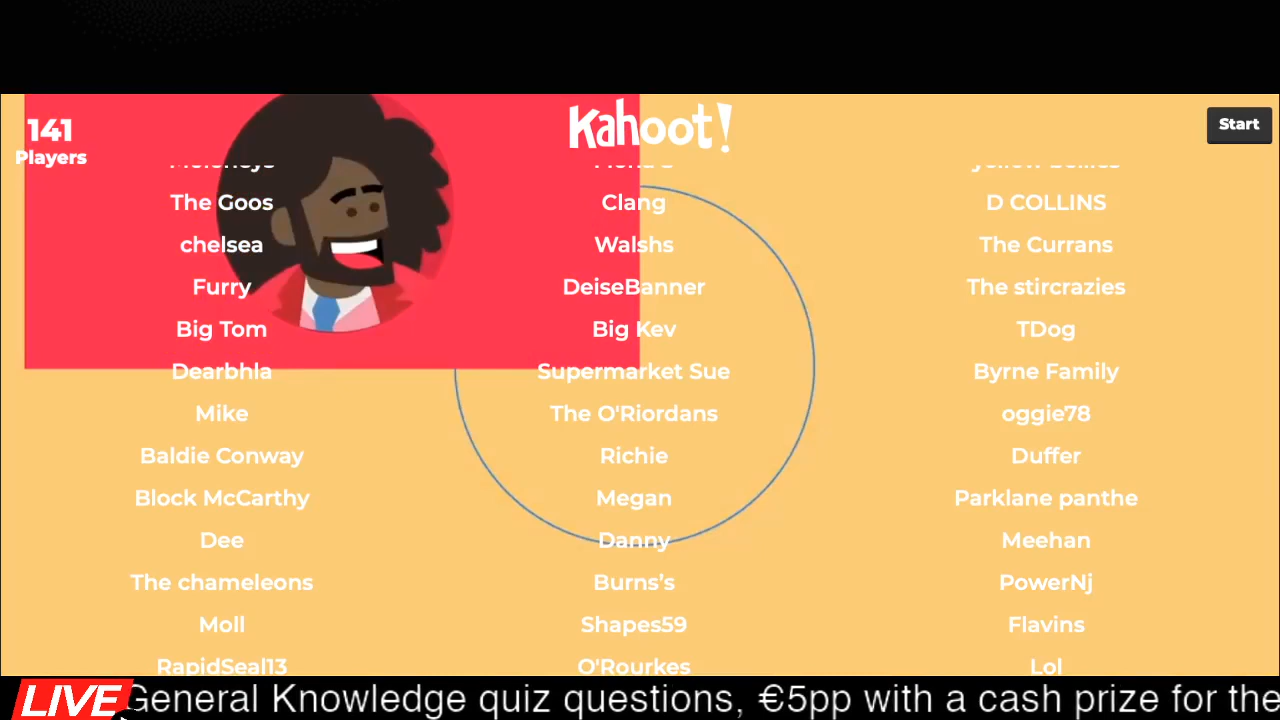 141
Players
Kahoot!
Start
The Goos
Clang
D COLLINS
chelsea
Walshs
The Currans
Furry
DeiseBanner
The stircrazies
Big Tom
Big Kev
TDog
Dearbhla
Supermarket Sue
Byrne Family
Mike
The O'Riordans
oggie78
Baldie Conway
Richie
Duffer
Block McCarthy
Megan
Parklane panthe
Dee
Danny
Meehan
The chameleons
Burns's
PowerNj
Moll
Shapes59
Flavins
RapidSeal13
O'Rourkes
Lol
LIVE
General Knowledge quiz questions, €5pp with a cash prize for the